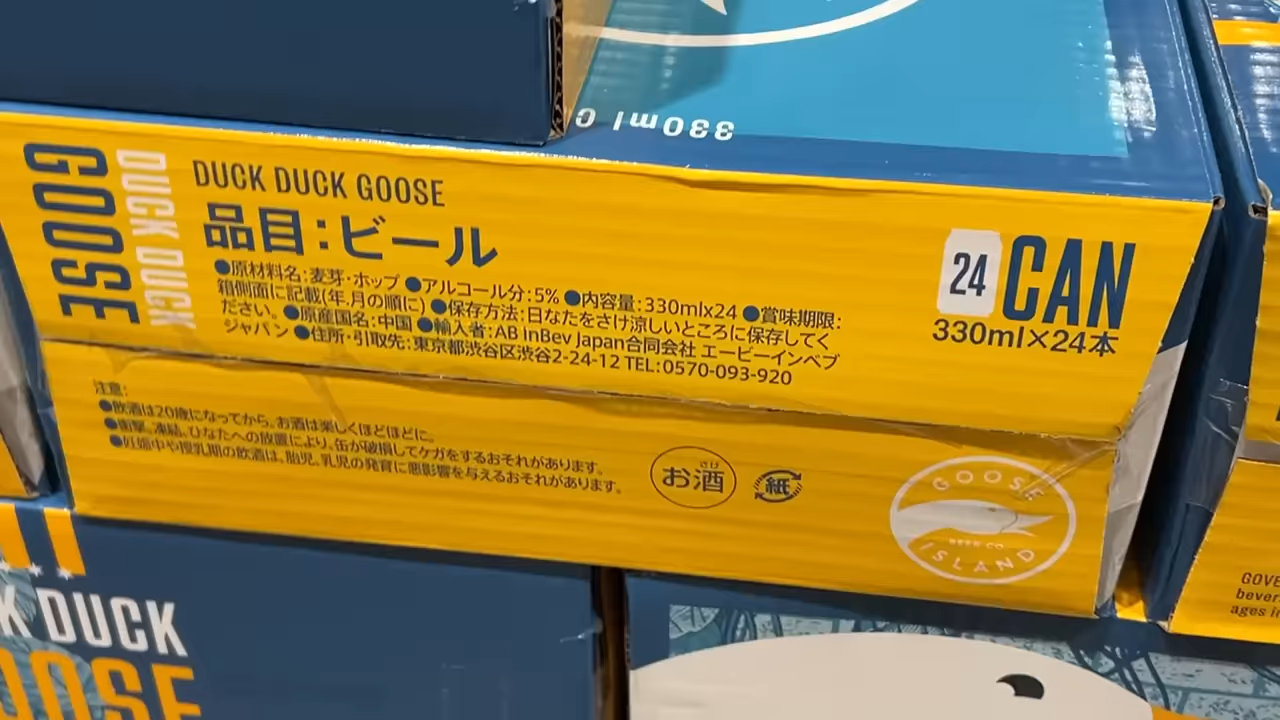 330ml C
DUCK DUCK
GOOSE
DUCK DUCK GOOSE
品目:ビール
●原材料名:麦芽・ホップ ●アルコール分:5% ●内容量:330mlx24 ●賞味期限:
箱側面に記載(年,月の順に) ●保存方法:日なたをさけ涼しいところに保存してく
ださい。●原産国名:中国 ●輸入者:AB InBev Japan合同会社 エービーインベブ
ジャパン ●住所・引取先:東京都渋谷区渋谷2-24-12 TEL:0570-093-920
24 CAN
330ml×24本
注意:
●飲酒は20歳になってから。お酒は楽しくほどほどに。
●衝撃、凍結、ひなたへの放置により、缶が破損してケガをするおそれがあります。
●妊娠中や授乳期の飲酒は、胎児、乳児の発育に悪影響を与えるおそれがあります。
さけ
お酒
紙
GOOSE
BEER CO.
ISLAND
K DUCK
OOSE
GOVE
bever
ages i